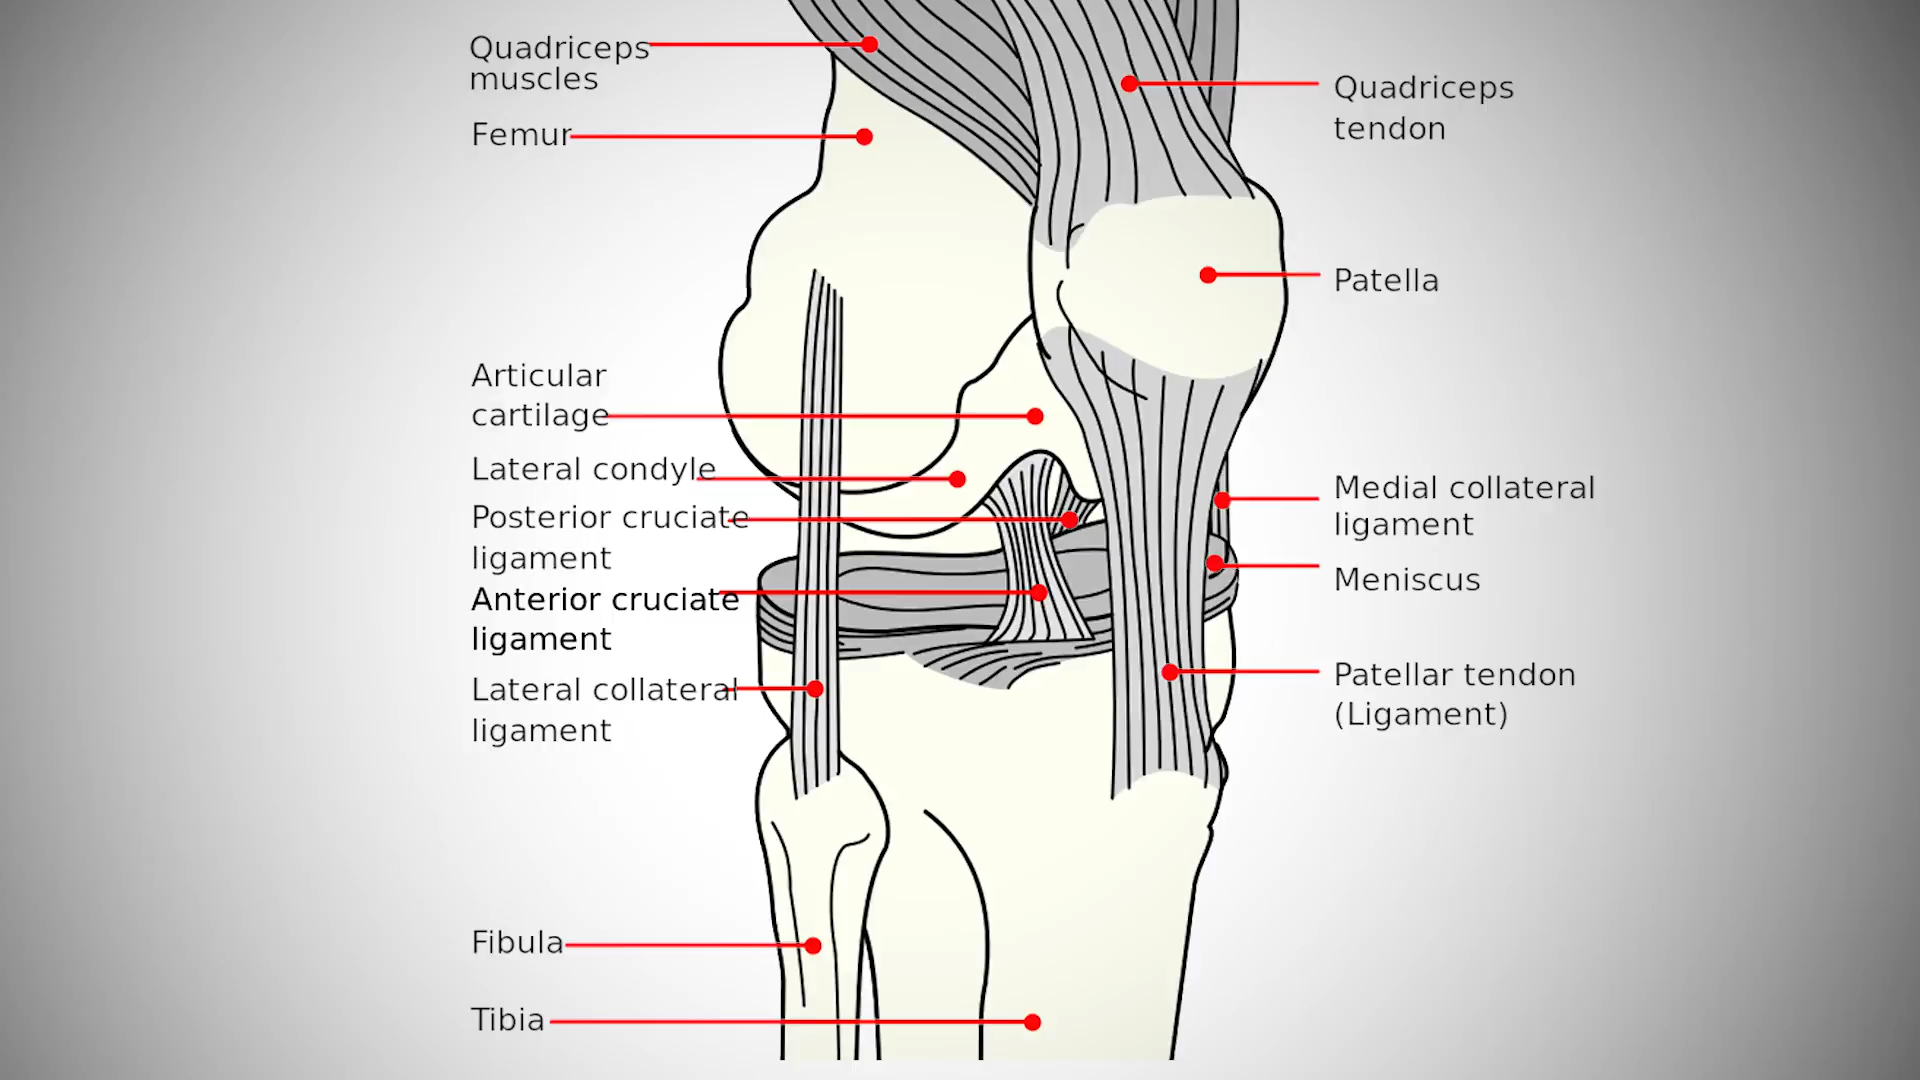 Quadriceps
muscles
Femur
Articular
cartilage
Lateral condyle
Posterior cruciate
ligament
Anterior cruciate
ligament
Lateral collateral
ligament
Fibula
Tibia
Quadriceps
tendon
Patella
Medial collateral
ligament
Meniscus
Patellar tendon
(Ligament)